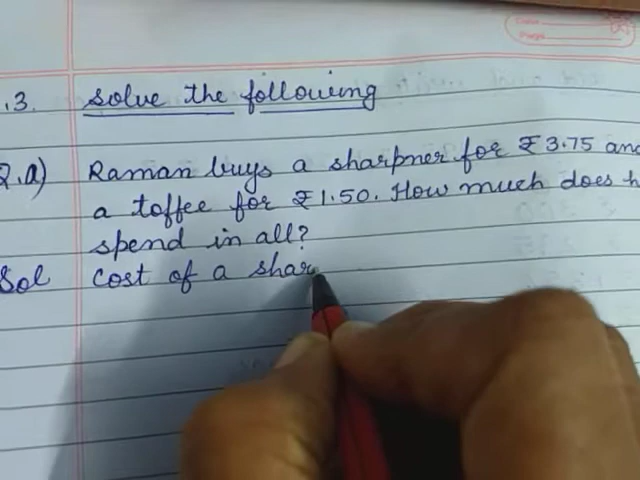 .3. solve the following
Q.a) Raman buys a sharpner for ₹3.75 and
a toffee for ₹1.50. How much does h
spend in all?
Sol cost of a shar